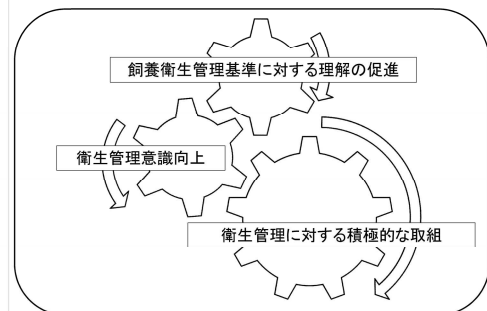 飼養衛生管理基準に対する理解の促進
衛生管理意識向上
衛生管理に対する積極的な取組